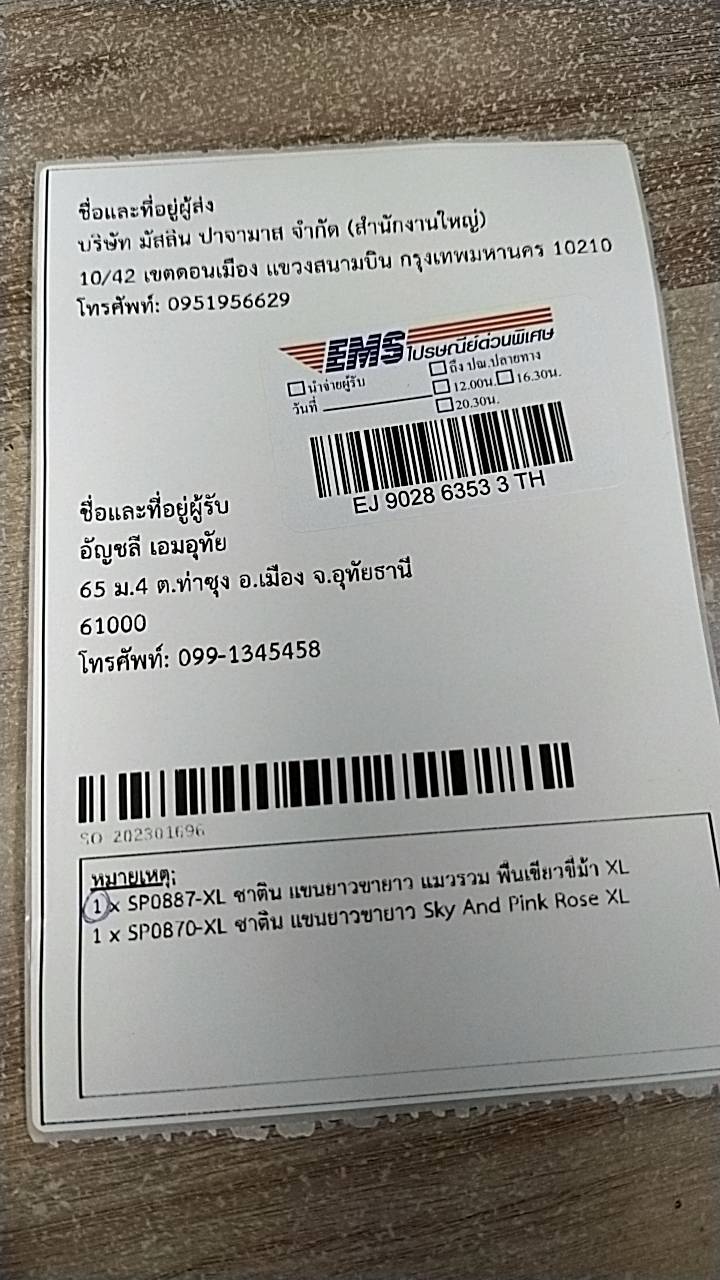 ชื่อและที่อยู่ผู้ส่ง
บริษัท มัสลิน ปาจามาส จำกัด (สำนักงานใหญ่)
10/42 เขตดอนเมือง แขวงสนามบิน กรุงเทพมหานคร 10210
โทรศัพท์: 0951956629
EMS ไปรษณีย์ด่วนพิเศษ
นำจ่ายผู้รับ ถึง ปณ.ปลายทาง
วันที่ 12.00น. 16.30น.
20.30น.
EJ 9028 6353 3 TH
ชื่อและที่อยู่ผู้รับ
อัญชลี เอมอุทัย
65 ม.4 ต.ท่าซุง อ.เมือง จ.อุทัยธานี
61000
โทรศัพท์: 099-1345458
SO 202301696
หมายเหตุ:
1 x SP0887-XL ซาติน แขนยาวขายาว แมวรวม พื้นเขียวขี้ม้า XL
1 x SP0870-XL ซาติน แขนยาวขายาว Sky And Pink Rose XL